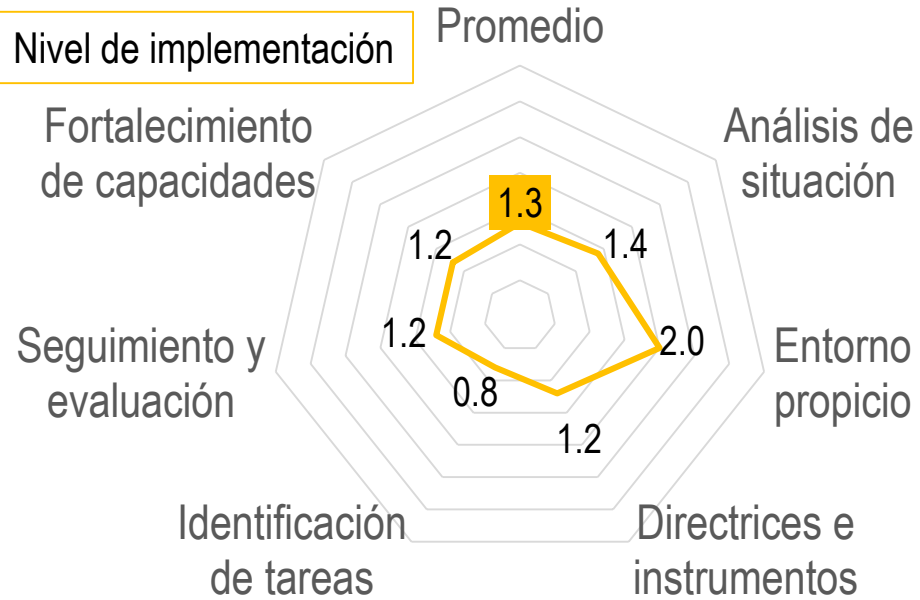 Nivel de implementación
Promedio
Análisis de
situación
Entorno
propicio
Directrices e
instrumentos
Identificación
de tareas
Seguimiento y
evaluación
Fortalecimiento
de capacidades
1.3
1.4
2.0
1.2
0.8
1.2
1.2